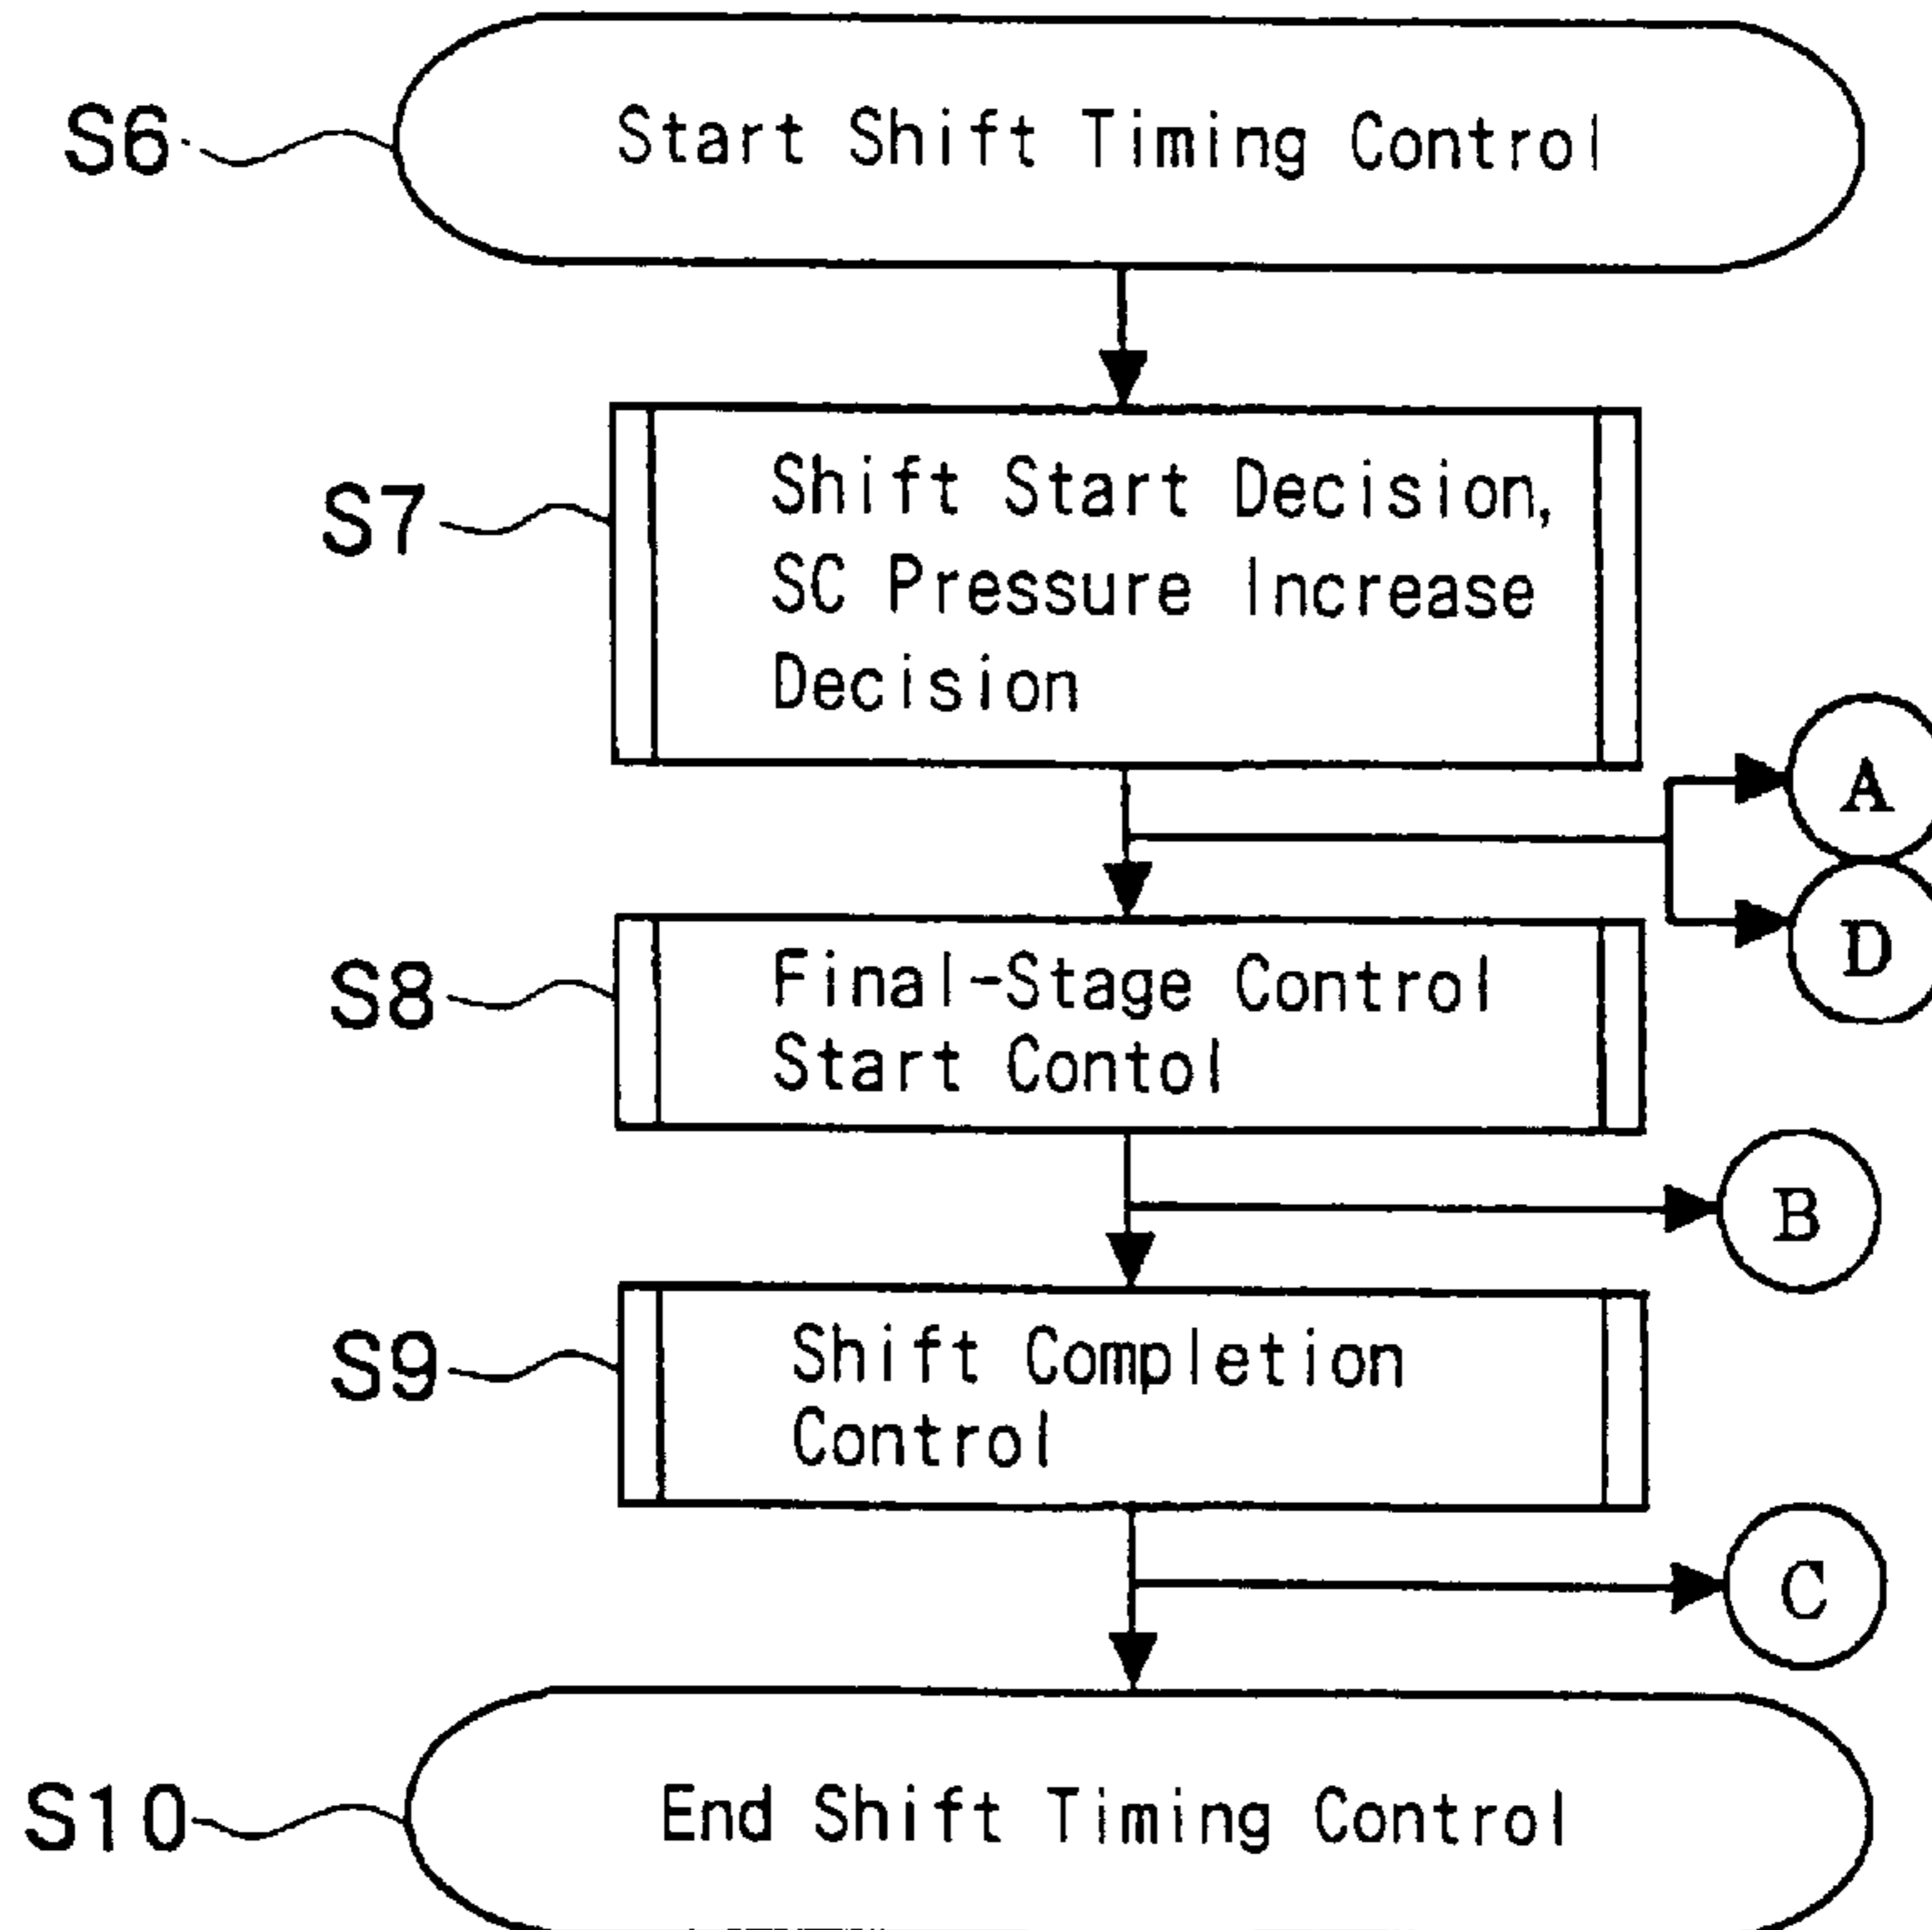 S6
Start Shift Timing Control
S7
Shift Start Decision,
SC Pressure Increase
Decision
A
D
S8
Final-Stage Control
Start Contol
B
S9
Shift Completion
Control
C
S10
End Shift Timing Control